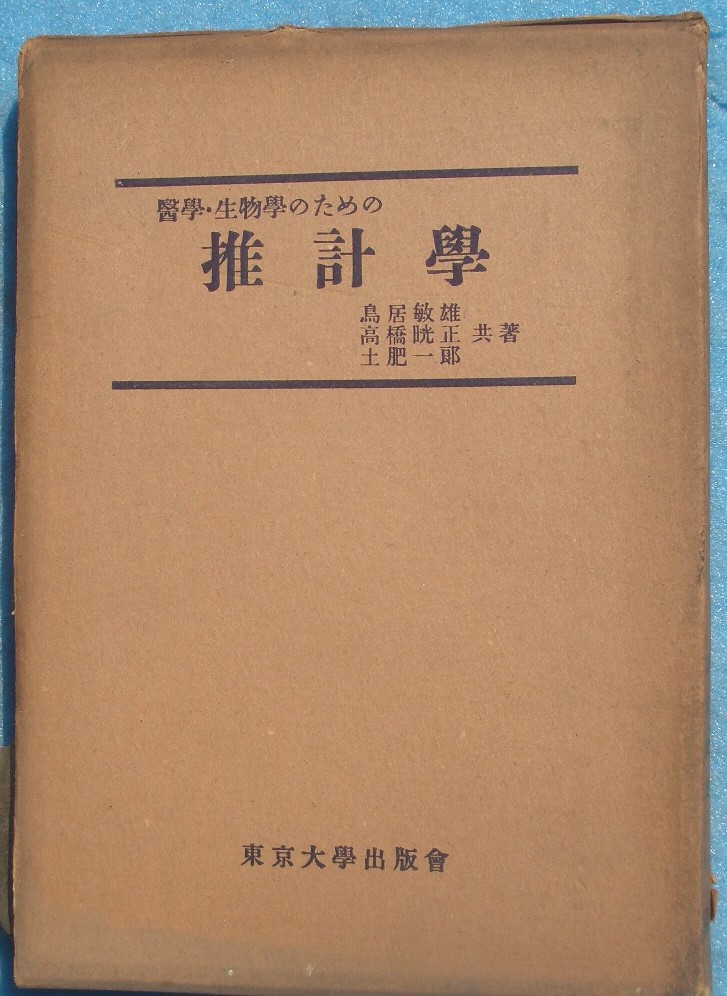 醫學・生物學のための
推計學
鳥居敏雄
高橋晄正 共著
土肥一郎
東京大學出版會